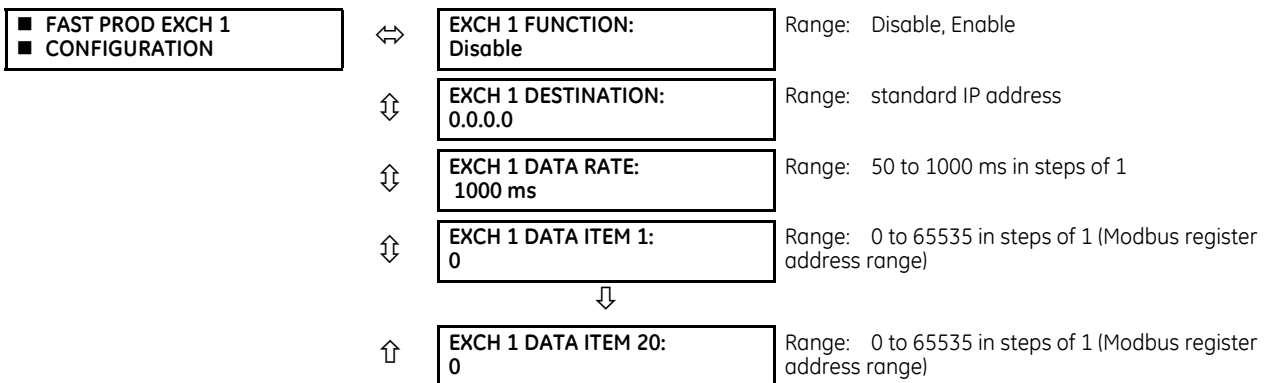 ■ FAST PROD EXCH 1
■ CONFIGURATION
EXCH 1 FUNCTION:
Disable
Range: Disable, Enable
EXCH 1 DESTINATION:
0.0.0.0
Range: standard IP address
EXCH 1 DATA RATE:
1000 ms
Range: 50 to 1000 ms in steps of 1
EXCH 1 DATA ITEM 1:
0
Range: 0 to 65535 in steps of 1 (Modbus register
address range)
EXCH 1 DATA ITEM 20:
0
Range: 0 to 65535 in steps of 1 (Modbus register
address range)